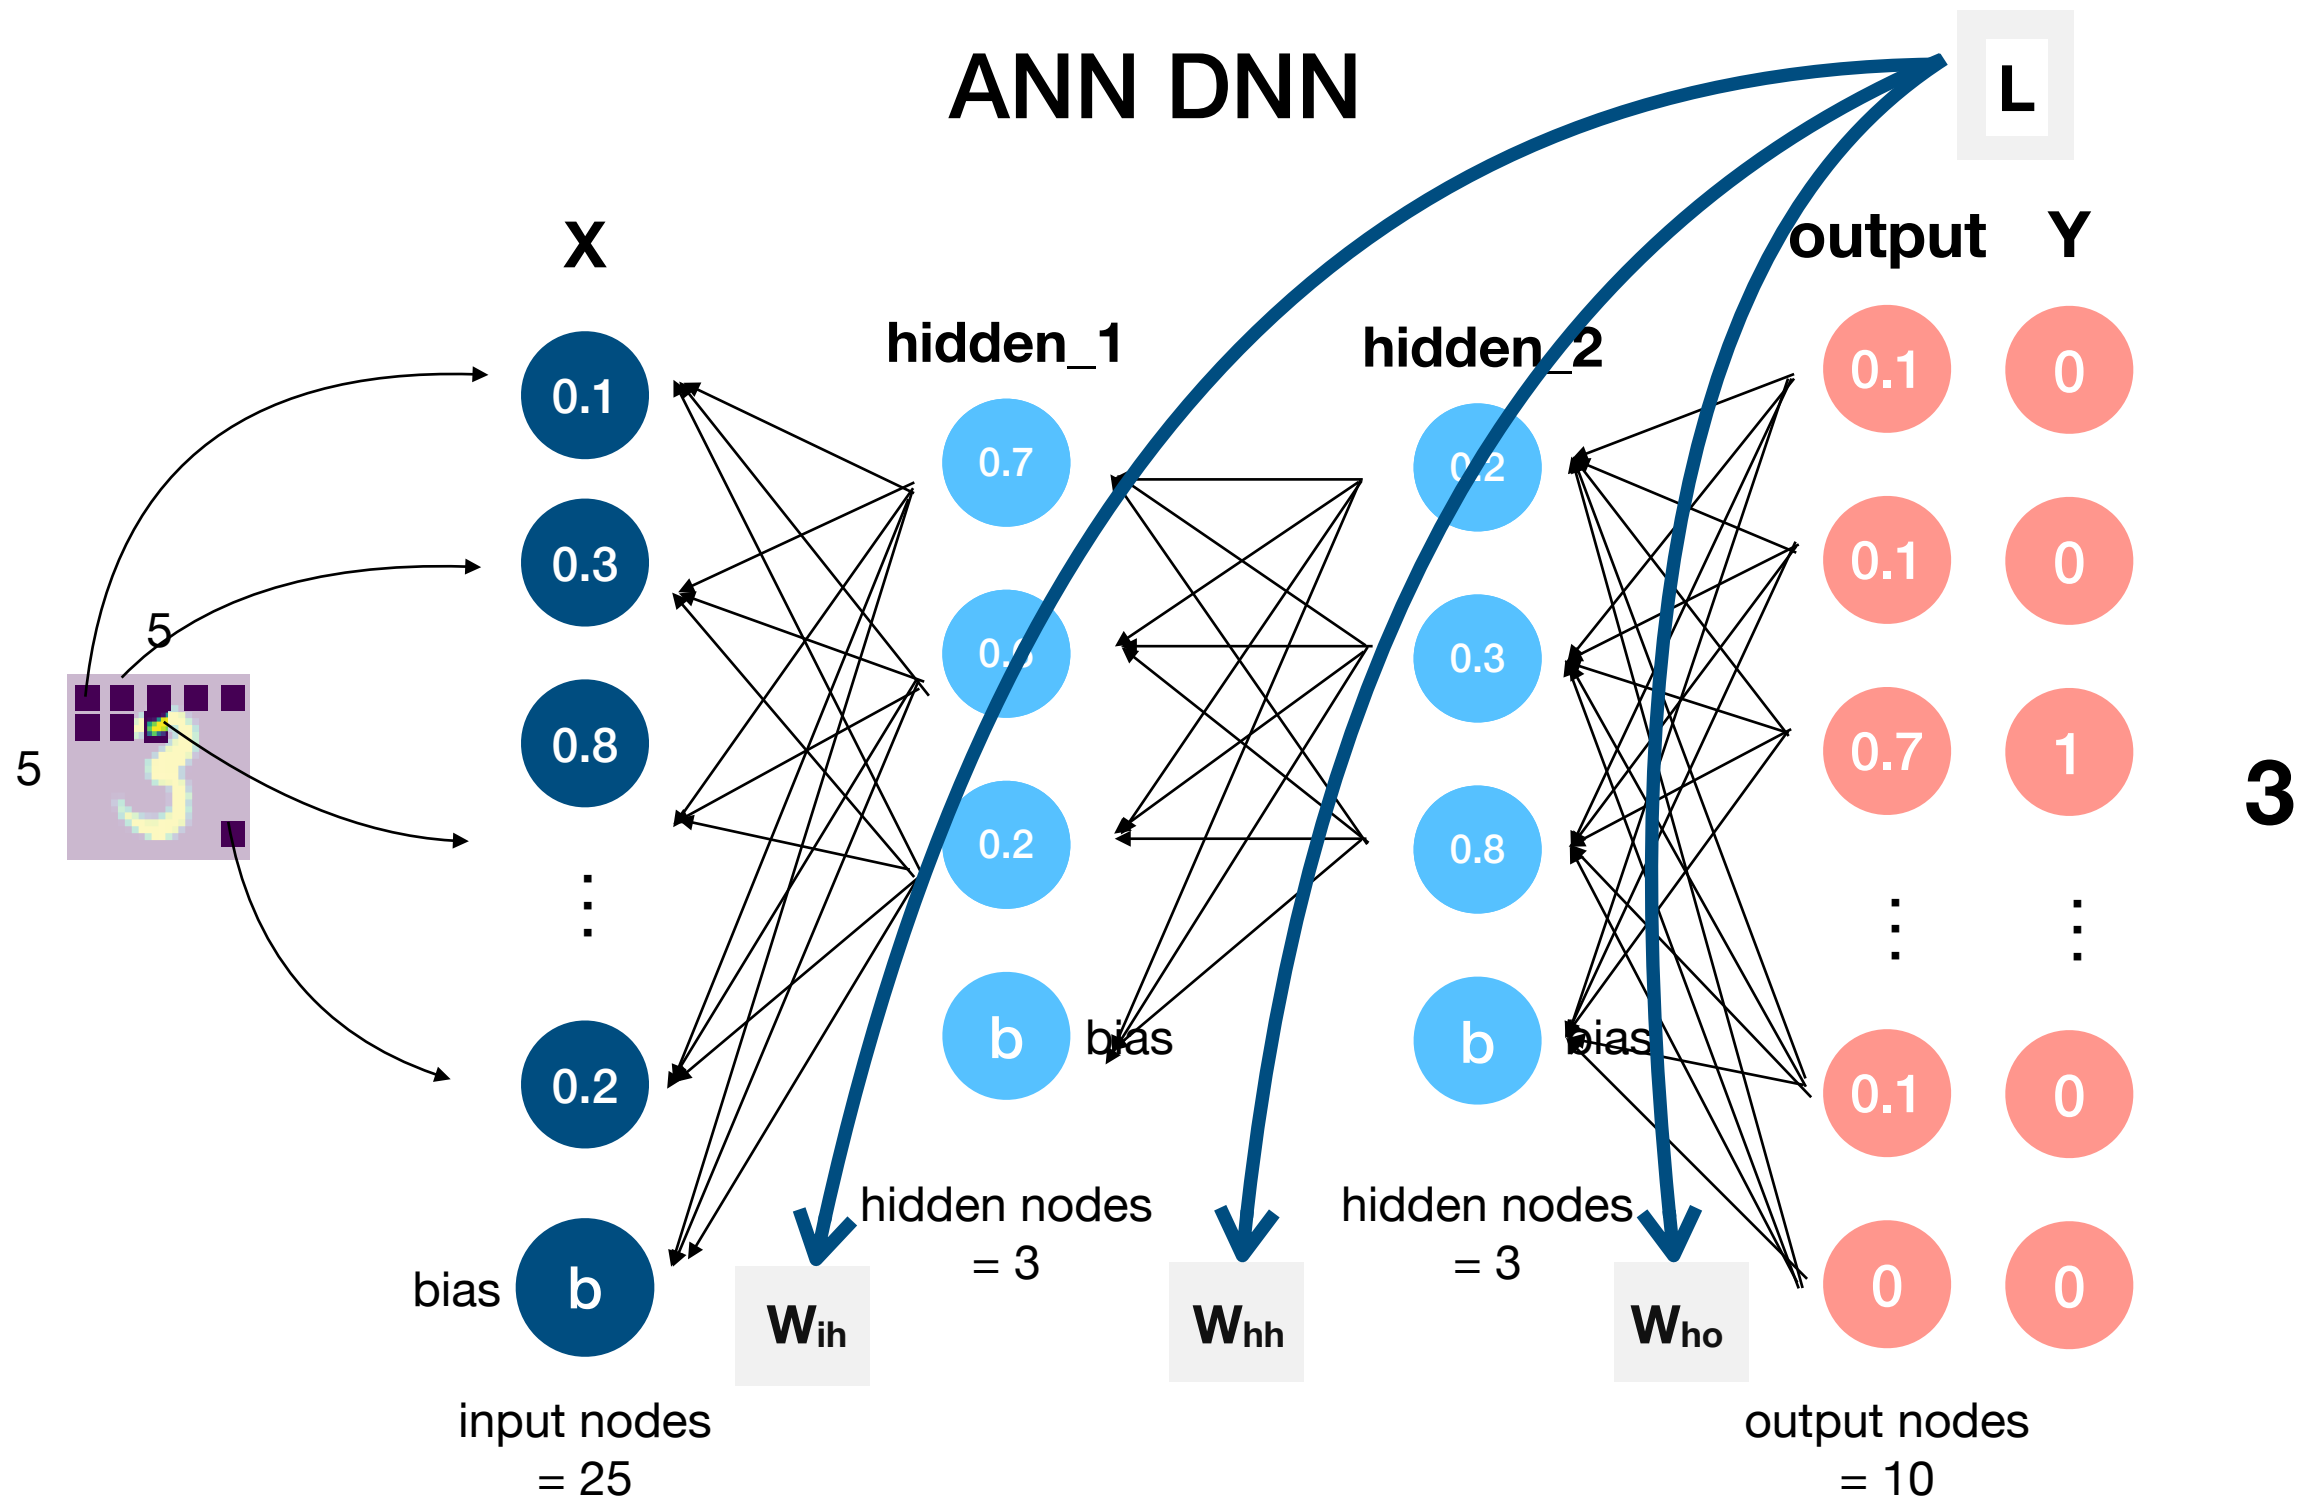 ANN DNN
L
X
output
Y
hidden_1
hidden_2
0.1
0.3
0.8
0.2
b
bias
5
5
0.7
0.2
b
bias
0.2
0.3
0.8
b
bias
0.1
0.1
0.7
0.1
0
0
0
1
0
0
3
hidden nodes
= 3
hidden nodes
= 3
Wih
Whh
Who
input nodes
= 25
output nodes
= 10